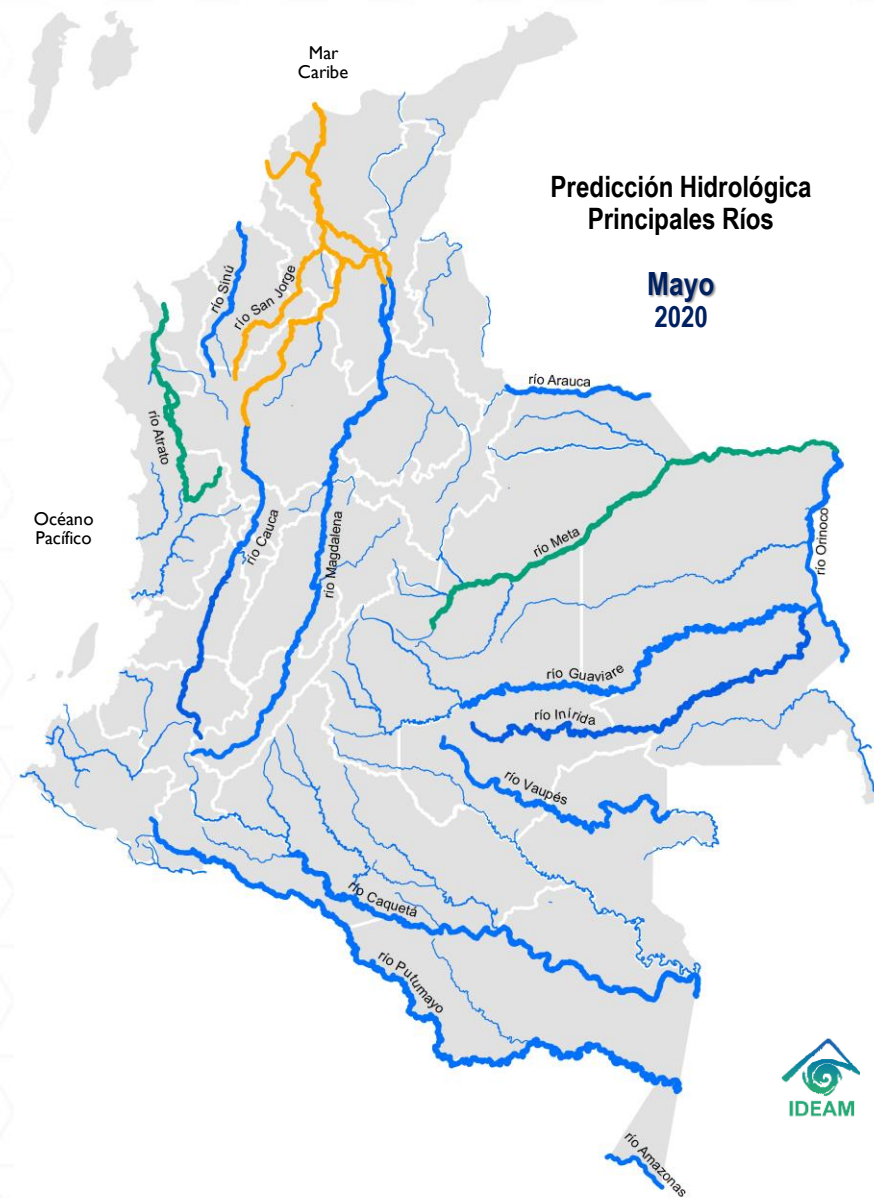 Mar
Caribe
Predicción Hidrológica
Principales Ríos
Mayo
2020
río Sinú
río San Jorge
río Arauca
río Atrato
Océano
Pacífico
río Cauca
río Magdalena
río Meta
río Orinoco
río Guaviare
río Inírida
río Vaupés
río Caquetá
río Putumayo
IDEAM
río Amazonas